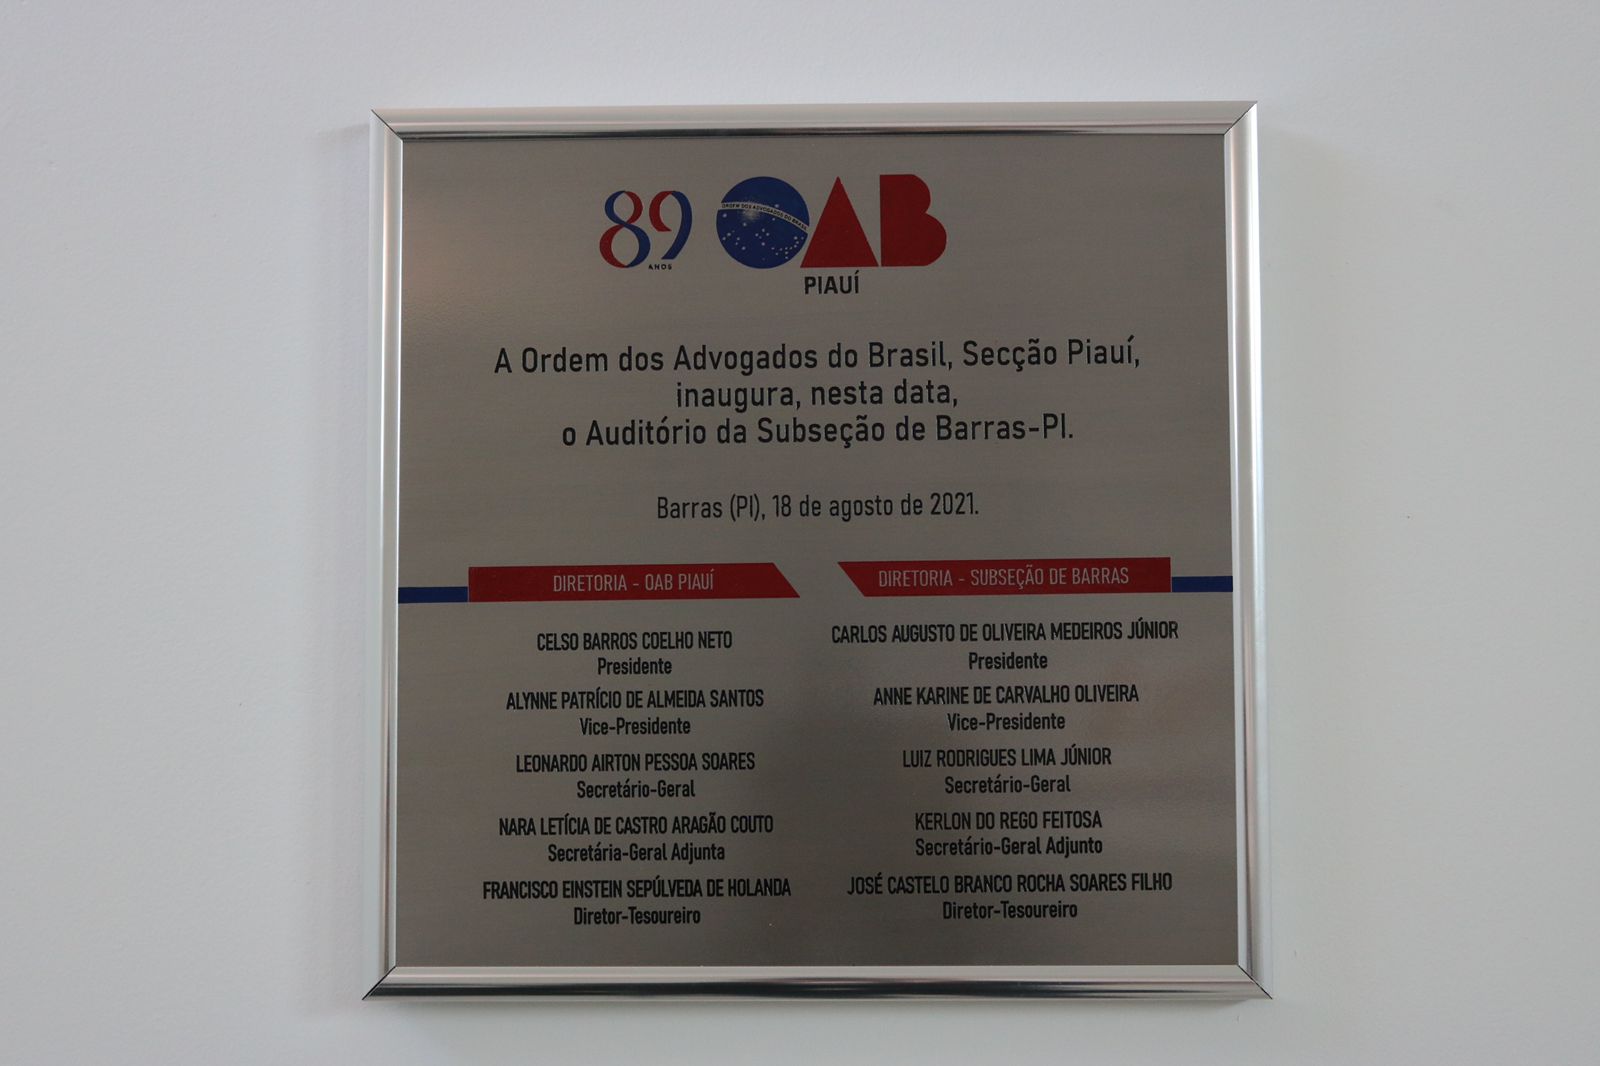 89
ANOS
ORDEM DOS ADVOGADOS DO BRASIL
OAB
PIAUÍ
A Ordem dos Advogados do Brasil, Secção Piauí,
inaugura, nesta data,
o Auditório da Subseção de Barras-PI.
Barras (PI), 18 de agosto de 2021.
DIRETORIA - OAB PIAUÍ
CELSO BARROS COELHO NETO
Presidente
ALYNNE PATRÍCIO DE ALMEIDA SANTOS
Vice-Presidente
LEONARDO AIRTON PESSOA SOARES
Secretário-Geral
NARA LETÍCIA DE CASTRO ARAGÃO COUTO
Secretária-Geral Adjunta
FRANCISCO EINSTEIN SEPÚLVEDA DE HOLANDA
Diretor-Tesoureiro
DIRETORIA - SUBSEÇÃO DE BARRAS
CARLOS AUGUSTO DE OLIVEIRA MEDEIROS JÚNIOR
Presidente
ANNE KARINE DE CARVALHO OLIVEIRA
Vice-Presidente
LUIZ RODRIGUES LIMA JÚNIOR
Secretário-Geral
KERLON DO REGO FEITOSA
Secretário-Geral Adjunto
JOSÉ CASTELO BRANCO ROCHA SOARES FILHO
Diretor-Tesoureiro